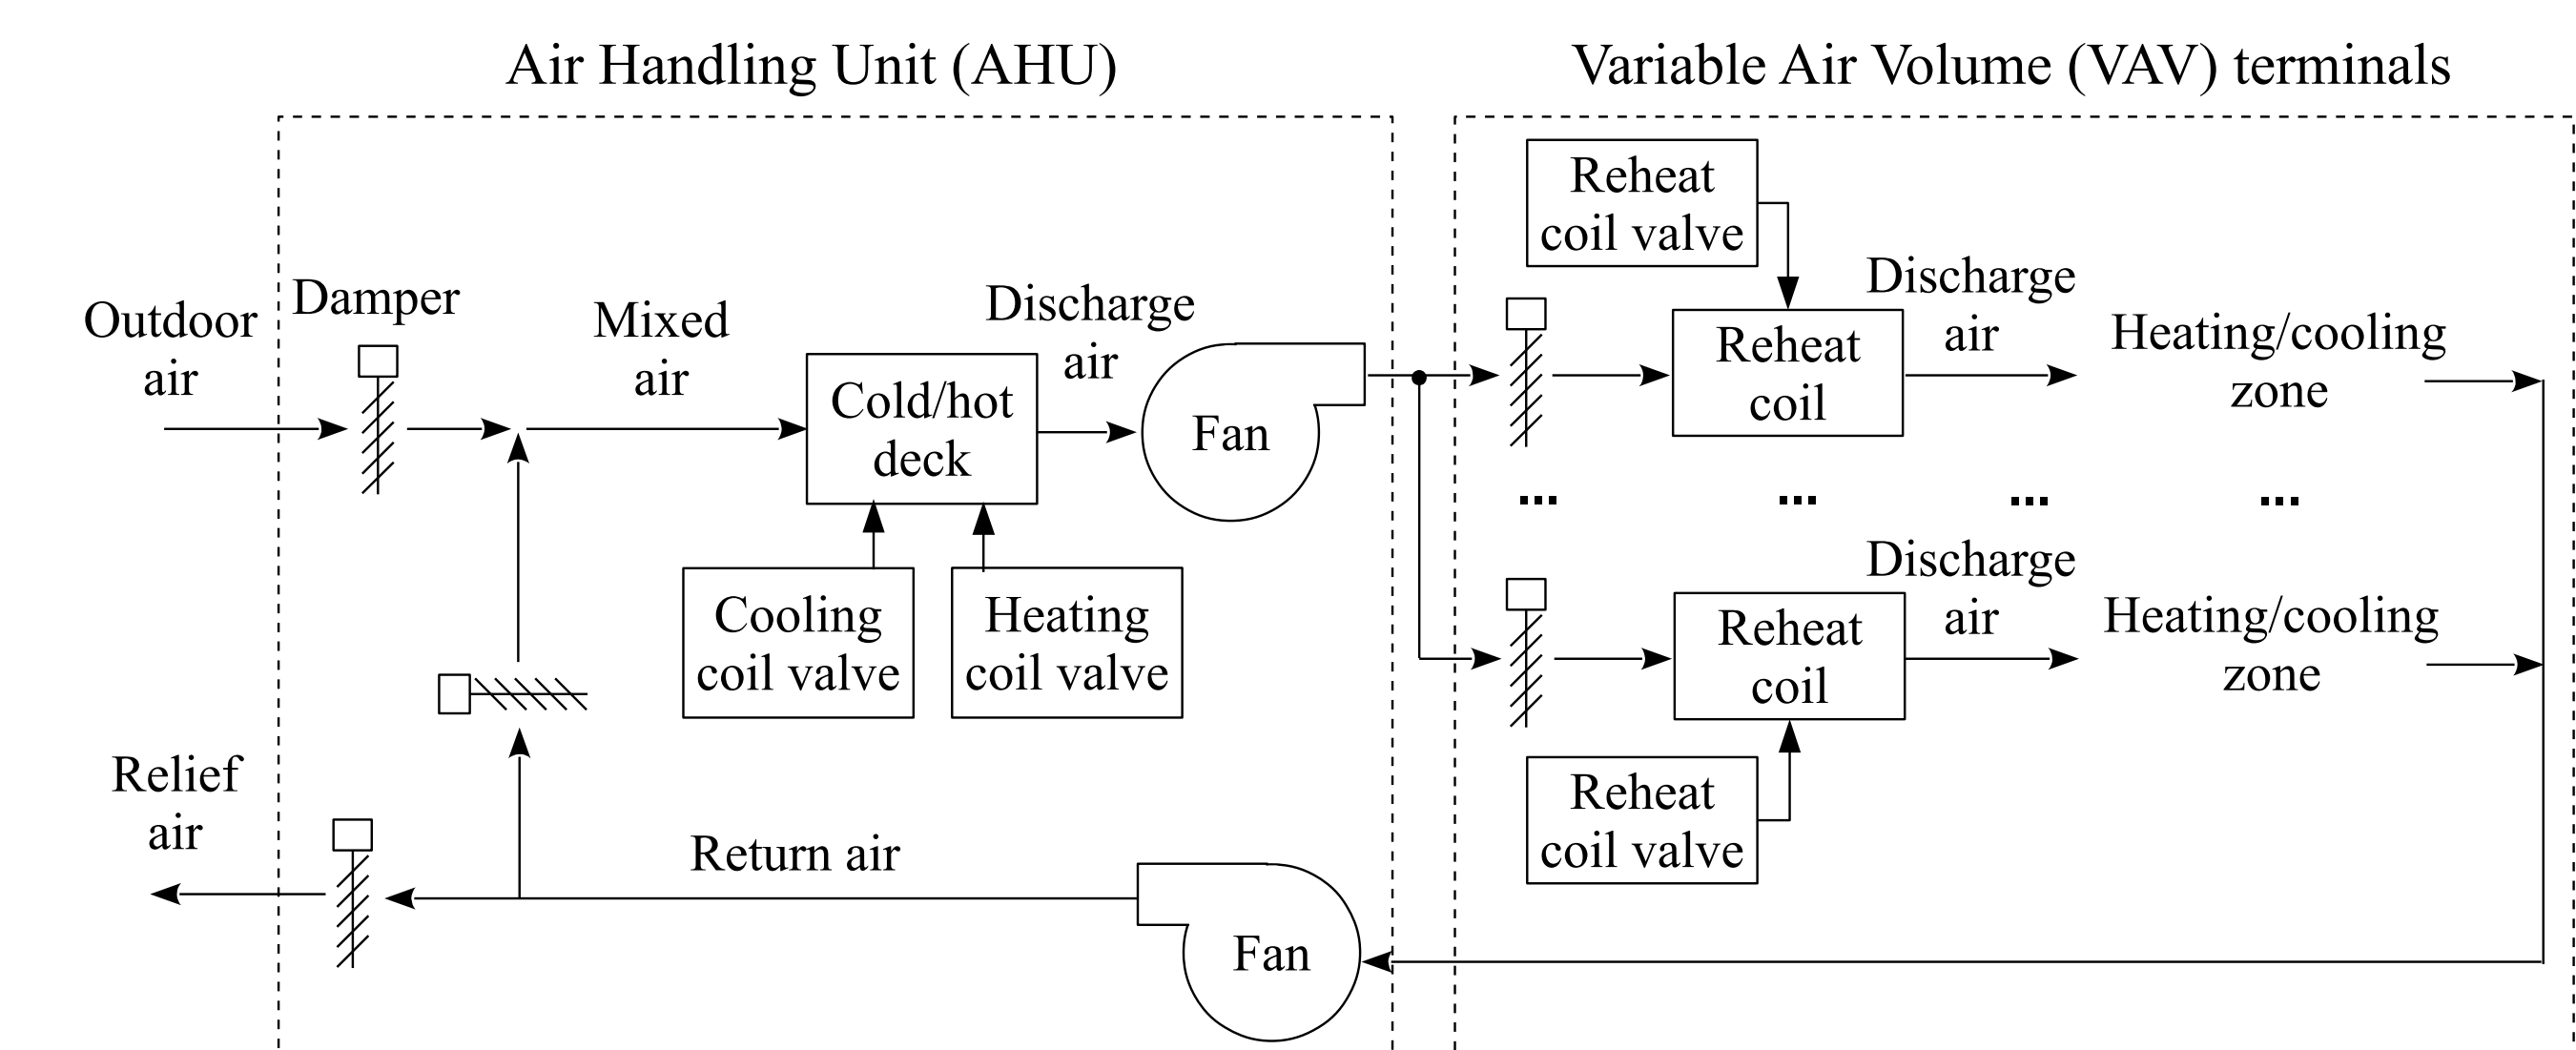 Air Handling Unit (AHU)
Variable Air Volume (VAV) terminals
Outdoor
air
Damper
Mixed
air
Cold/hot
deck
Discharge
air
Fan
Cooling
coil valve
Heating
coil valve
Relief
air
Return air
Fan
Reheat
coil valve
Reheat
coil
Discharge
air
Heating/cooling
zone
...
...
...
...
Reheat
coil
Discharge
air
Heating/cooling
zone
Reheat
coil valve